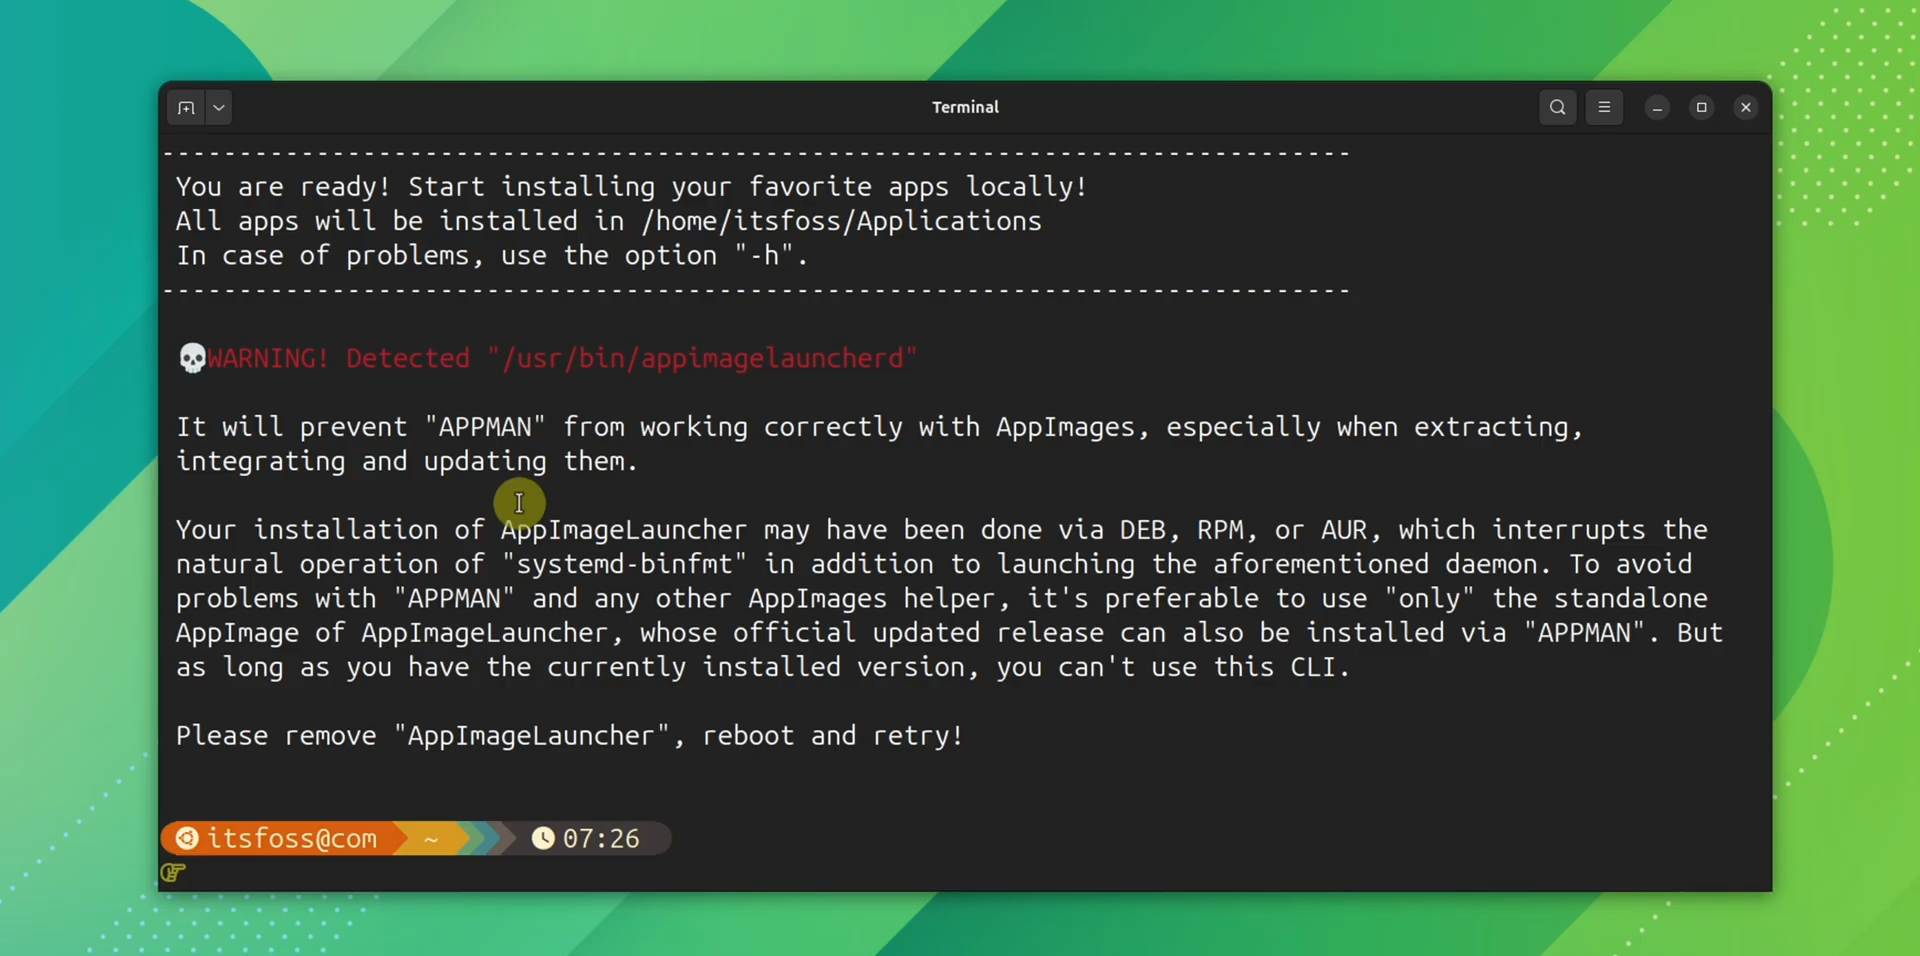 Terminal
--------------------------------------------------------------------------------
You are ready! Start installing your favorite apps locally!
All apps will be installed in /home/itsfoss/Applications
In case of problems, use the option "-h".
--------------------------------------------------------------------------------
💀WARNING! Detected "/usr/bin/appimagelauncherd"
It will prevent "APPMAN" from working correctly with AppImages, especially when extracting,
integrating and updating them.
Your installation of AppImageLauncher may have been done via DEB, RPM, or AUR, which interrupts the
natural operation of "systemd-binfmt" in addition to launching the aforementioned daemon. To avoid
problems with "APPMAN" and any other AppImages helper, it's preferable to use "only" the standalone
AppImage of AppImageLauncher, whose official updated release can also be installed via "APPMAN". But
as long as you have the currently installed version, you can't use this CLI.
Please remove "AppImageLauncher", reboot and retry!
itsfoss@com ~ 07:26